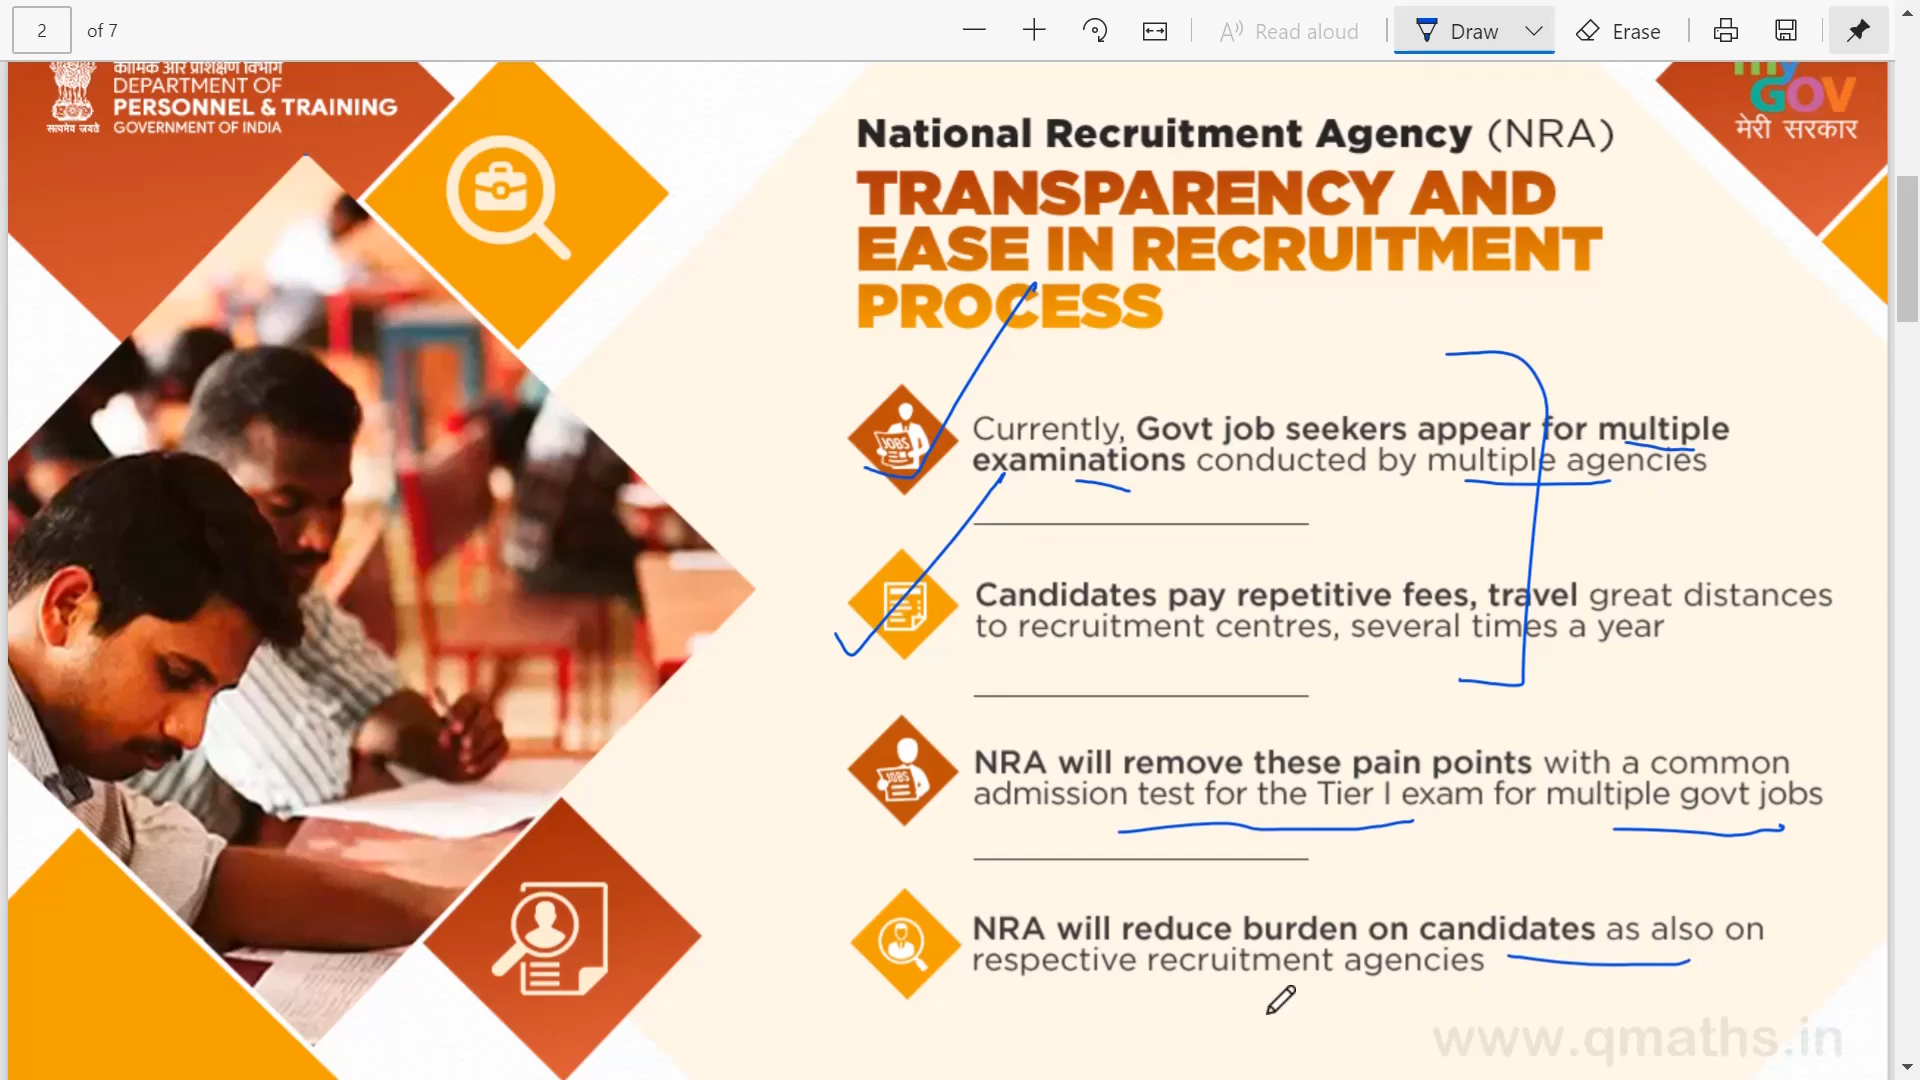 2
of 7
Read aloud
Draw
Erase
कार्मिक और प्रशिक्षण विभाग
DEPARTMENT OF
PERSONNEL & TRAINING
GOVERNMENT OF INDIA
सत्यमेव जयते
my
GOV
मेरी सरकार
National Recruitment Agency (NRA)
TRANSPARENCY AND
EASE IN RECRUITMENT
PROCESS
JOBS
Currently, Govt job seekers appear for multiple
examinations conducted by multiple agencies
Candidates pay repetitive fees, travel great distances
to recruitment centres, several times a year
JOBS
NRA will remove these pain points with a common
admission test for the Tier I exam for multiple govt jobs
NRA will reduce burden on candidates as also on
respective recruitment agencies
www.qmaths.in